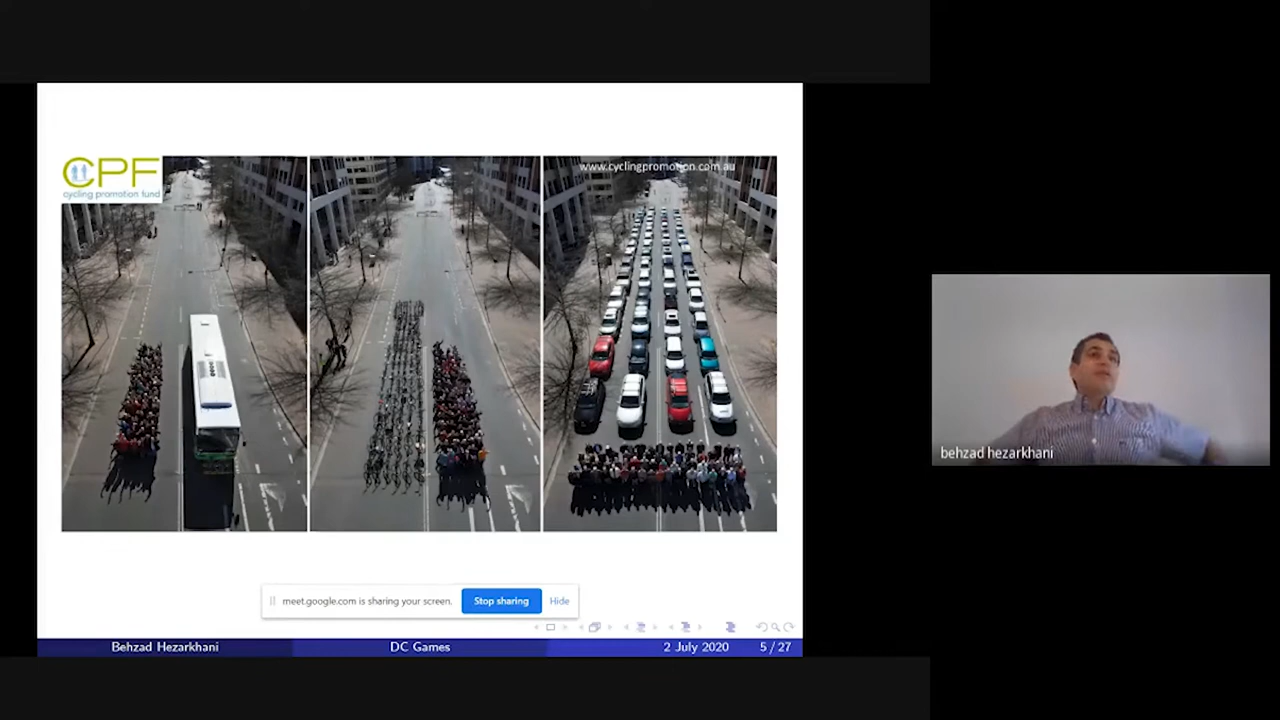 CPF
cycling promotion fund
www.cyclingpromotion.com.au
behzad hezarkhani
meet.google.com is sharing your screen.
Stop sharing
Hide
Behzad Hezarkhani
DC Games
2 July 2020
5 / 27